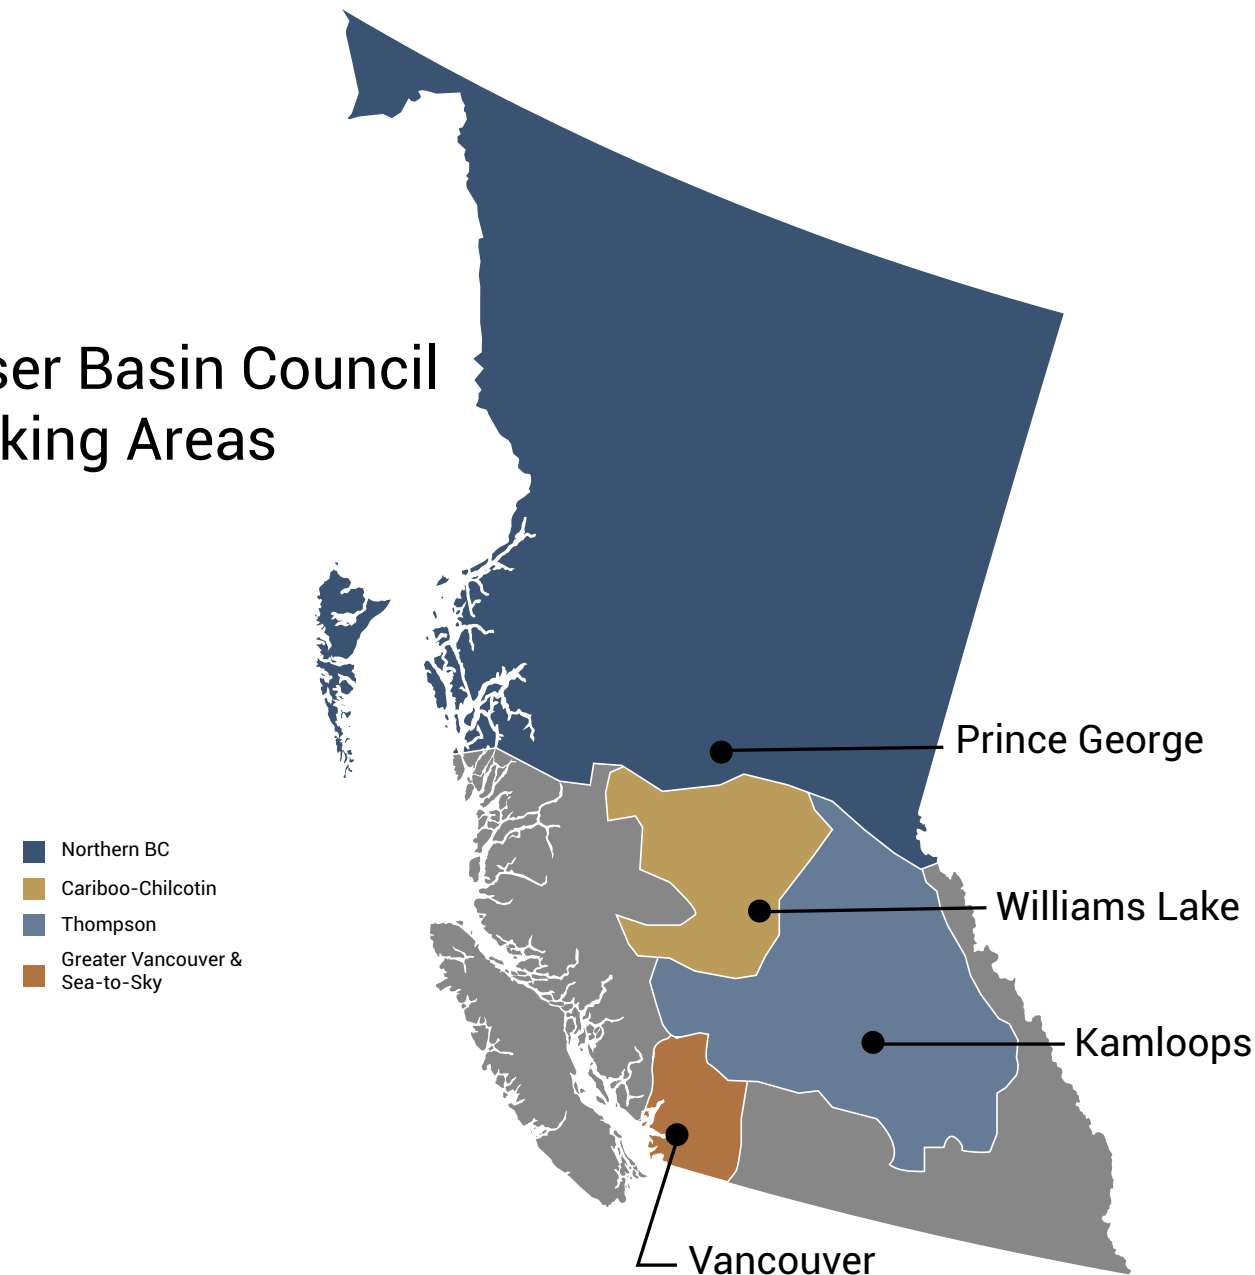 ser Basin Council
king Areas
Prince George
Northern BC
Cariboo-Chilcotin
Williams Lake
Thompson
Greater Vancouver &
Sea-to-Sky
Kamloops
Vancouver